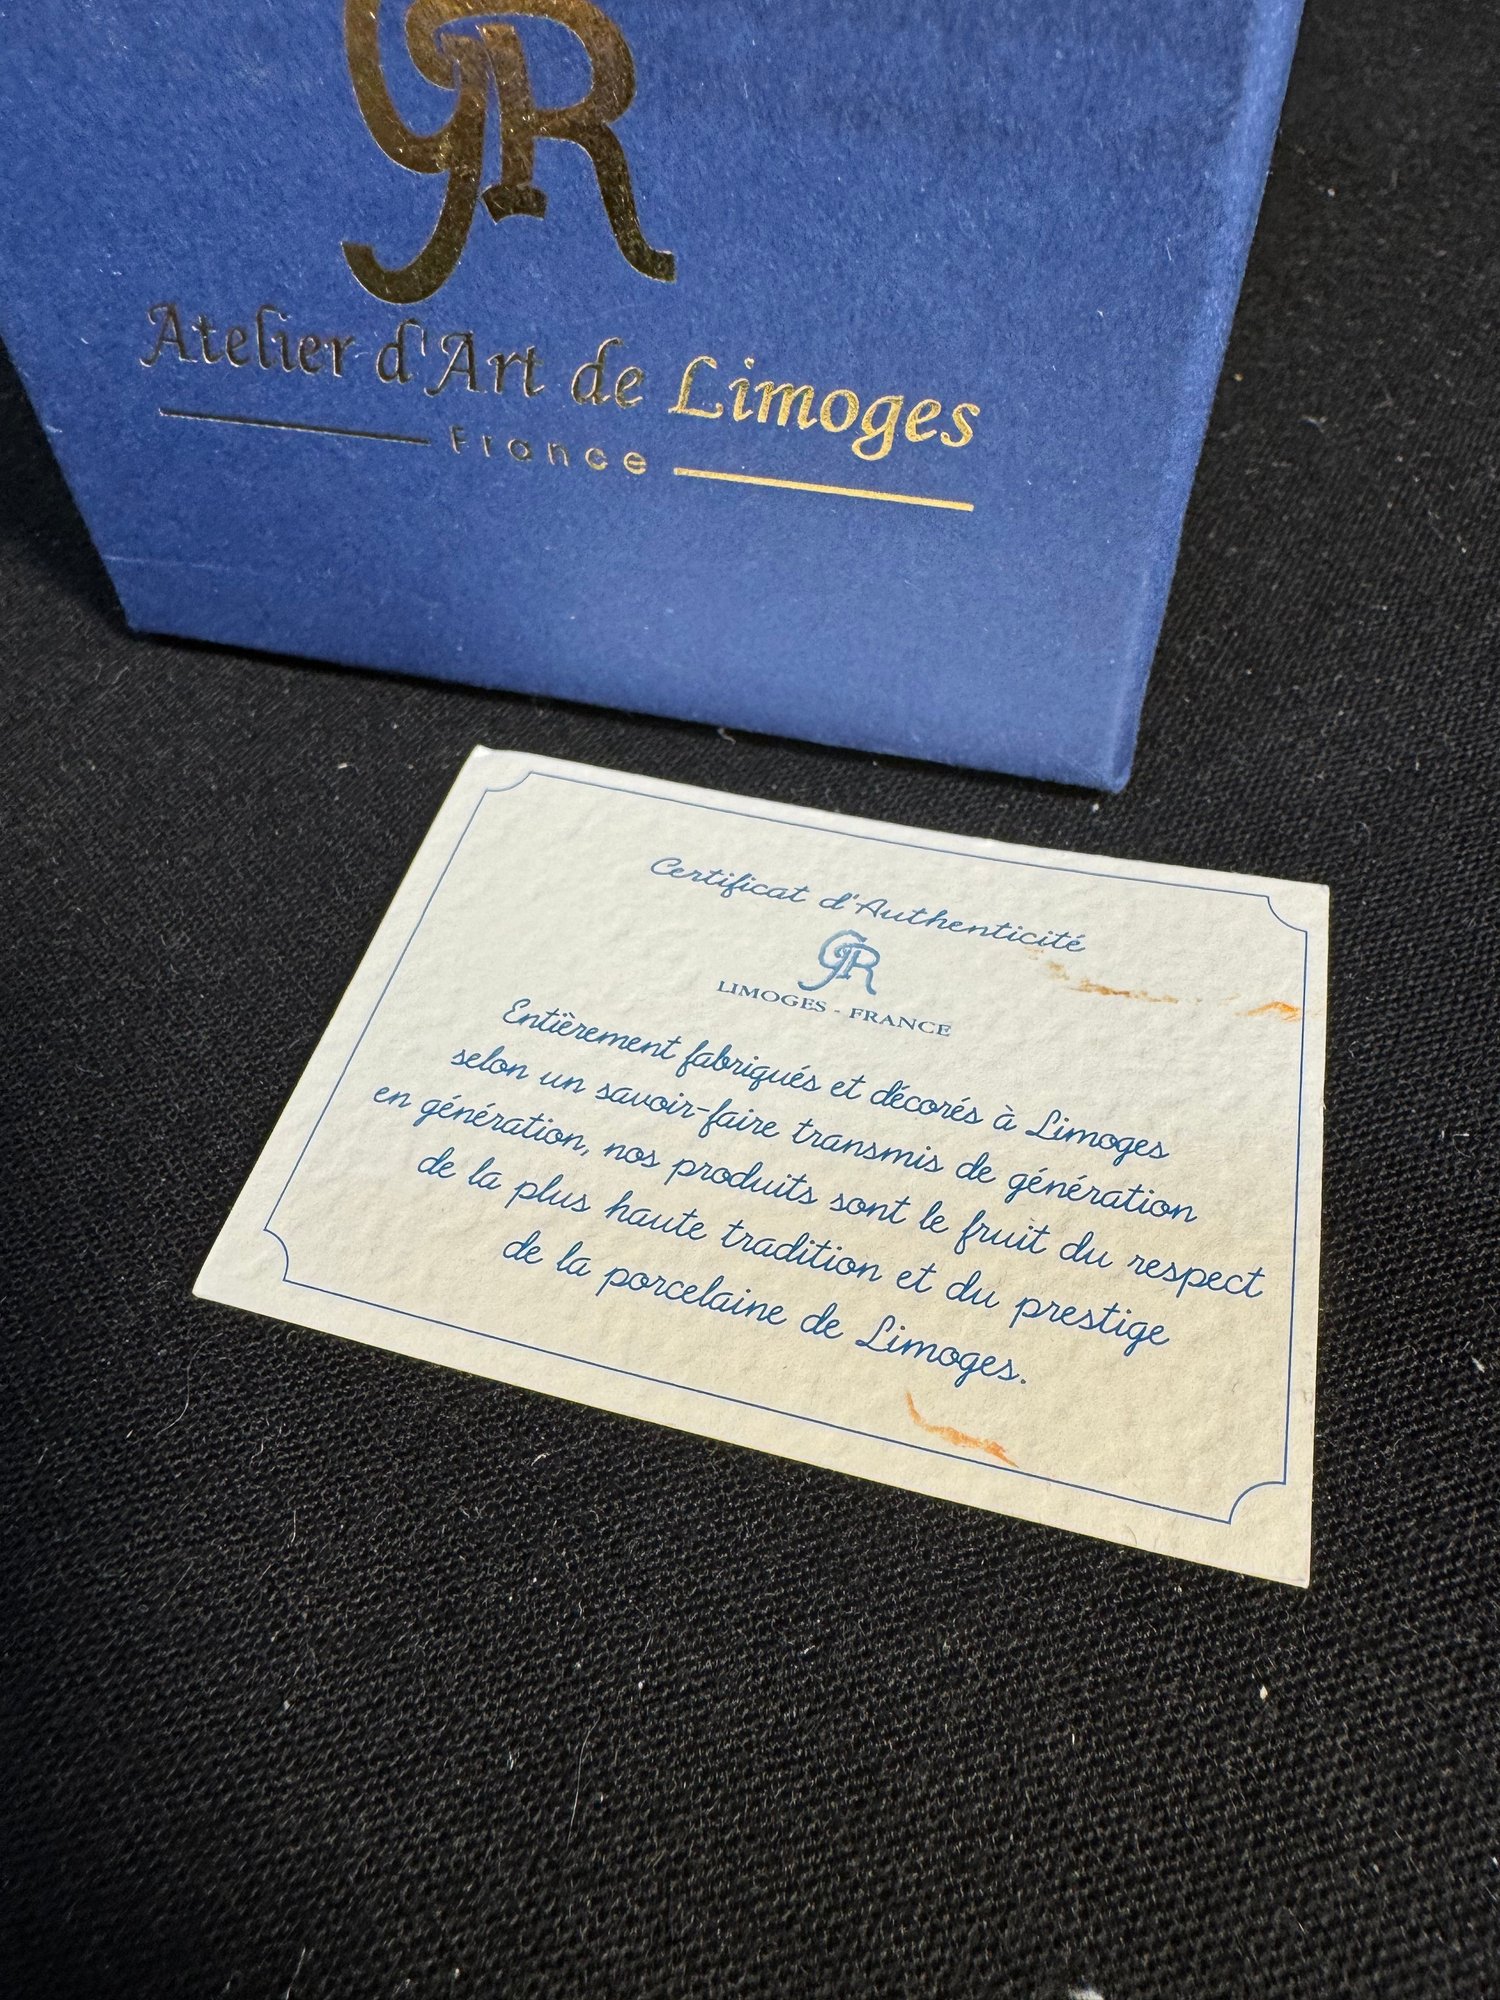 GR
Atelier d'Art de Limoges
France
Certificat d'Authenticité
GR
LIMOGES - FRANCE
Entièrement fabriqués et décorés à Limoges
selon un savoir-faire transmis de génération
en génération, nos produits sont le fruit du respect
de la plus haute tradition et du prestige
de la porcelaine de Limoges.